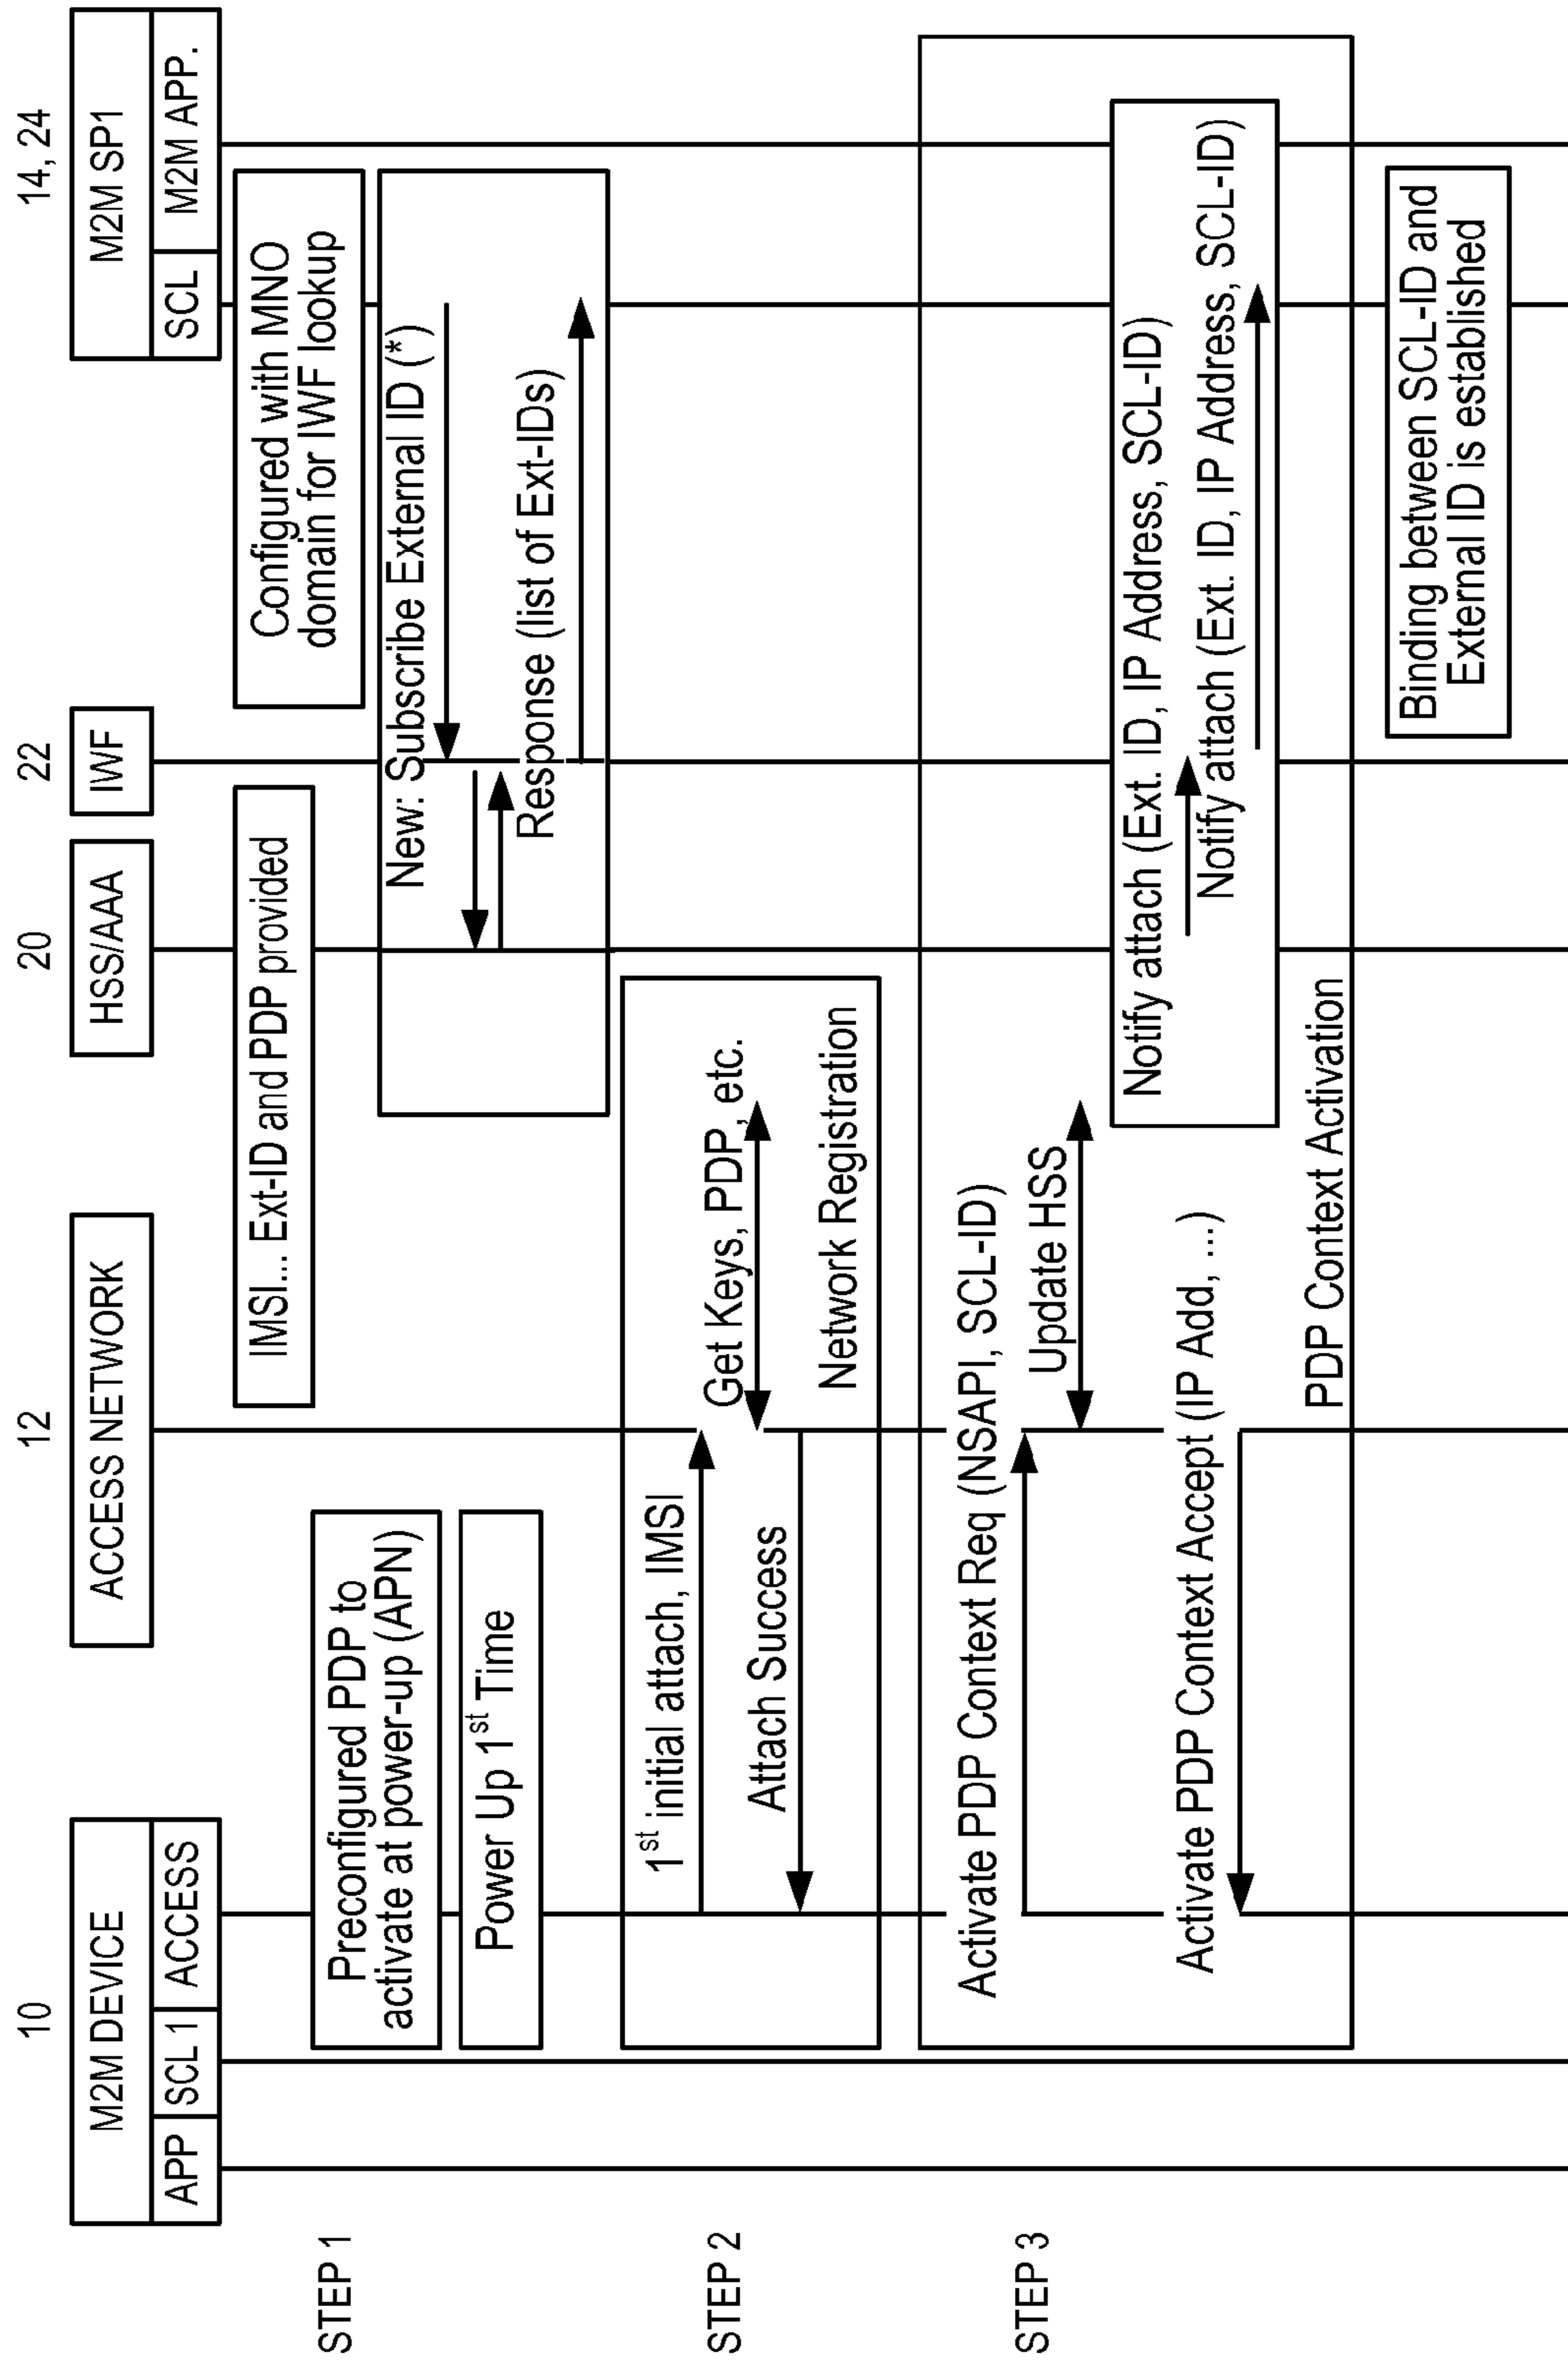 10
12
20
22
14, 24
M2M DEVICE
ACCESS NETWORK
HSS/AAA
IWF
M2M SP1
APP
SCL 1
ACCESS
SCL
M2M APP.
STEP 1
IMSI... Ext-ID and PDP provided
Configured with MNO
domain for IWF lookup
Preconfigured PDP to
activate at power-up (APN)
New: Subscribe External ID (*)
Power Up 1st Time
Response (list of Ext-IDs)
STEP 2
1st initial attach, IMSI
Get Keys, PDP, etc.
Attach Success
Network Registration
STEP 3
Activate PDP Context Req (NSAPI, SCL-ID)
Update HSS
Notify attach (Ext. ID, IP Address, SCL-ID)
Activate PDP Context Accept (IP Add, ...)
Notify attach (Ext. ID, IP Address, SCL-ID)
PDP Context Activation
Binding between SCL-ID and
External ID is established